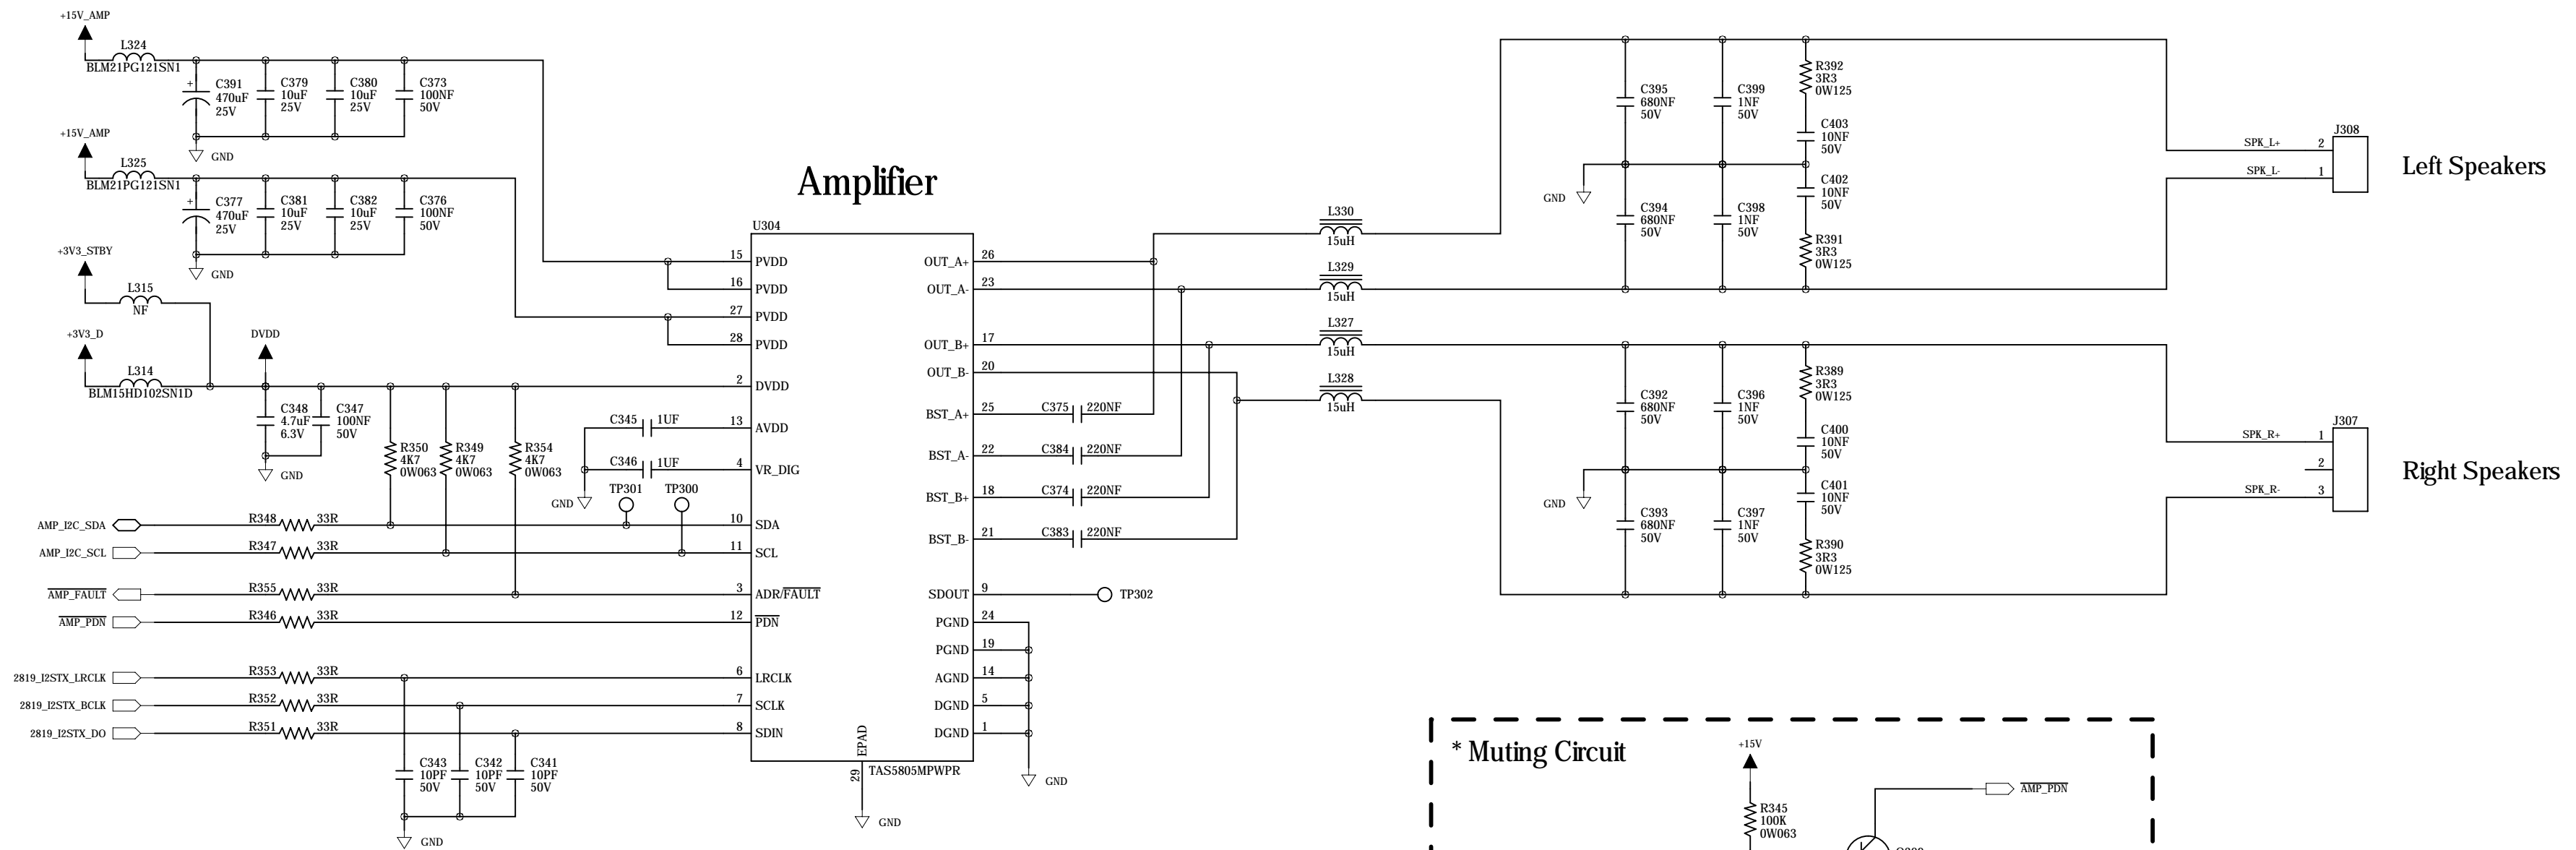 +15V_AMP
L324
BLM21PG121SN1
C391
470uF
25V
C379
10uF
25V
C380
10uF
25V
C373
100NF
50V
GND
+15V_AMP
L325
BLM21PG121SN1
C377
470uF
25V
C381
10uF
25V
C382
10uF
25V
C376
100NF
50V
GND
+3V3_STBY
L315
NF
+3V3_D
L314
BLM15HD102SN1D
DVDD
C348
4.7uF
6.3V
C347
100NF
50V
GND
R350
4K7
0W063
R349
4K7
0W063
R354
4K7
0W063
C345 1UF
C346 1UF
GND
TP301
TP300
AMP_I2C_SDA R348 33R
AMP_I2C_SCL R347 33R
AMP_FAULT R355 33R
AMP_PDN R346 33R
2819_I2STX_LRCLK R353 33R
2819_I2STX_BCLK R352 33R
2819_I2STX_DO R351 33R
C343
10PF
50V
C342
10PF
50V
C341
10PF
50V
GND
Amplifier
U304
15 PVDD
16 PVDD
27 PVDD
28 PVDD
2 DVDD
13 AVDD
4 VR_DIG
10 SDA
11 SCL
3 ADR/FAULT
12 PDN
6 LRCLK
7 SCLK
8 SDIN
OUT_A+ 26
OUT_A- 23
OUT_B+ 17
OUT_B- 20
BST_A+ 25
BST_A- 22
BST_B+ 18
BST_B- 21
SDOUT 9
PGND 24
PGND 19
AGND 14
DGND 5
DGND 1
EPAD
29
TAS5805MPWPR
GND
GND
C375 220NF
C384 220NF
C374 220NF
C383 220NF
TP302
L330
15uH
L329
15uH
L327
15uH
L328
15uH
C395
680NF
50V
C399
1NF
50V
R392
3R3
0W125
C403
10NF
50V
GND
C394
680NF
50V
C398
1NF
50V
C402
10NF
50V
R391
3R3
0W125
SPK_L+ 2
SPK_L- 1
J308
Left Speakers
C392
680NF
50V
C396
1NF
50V
R389
3R3
0W125
C400
10NF
50V
GND
C393
680NF
50V
C397
1NF
50V
C401
10NF
50V
R390
3R3
0W125
J307
SPK_R+ 1
2
SPK_R- 3
Right Speakers
* Muting Circuit
+15V
R345
100K
0W063
AMP_PDN